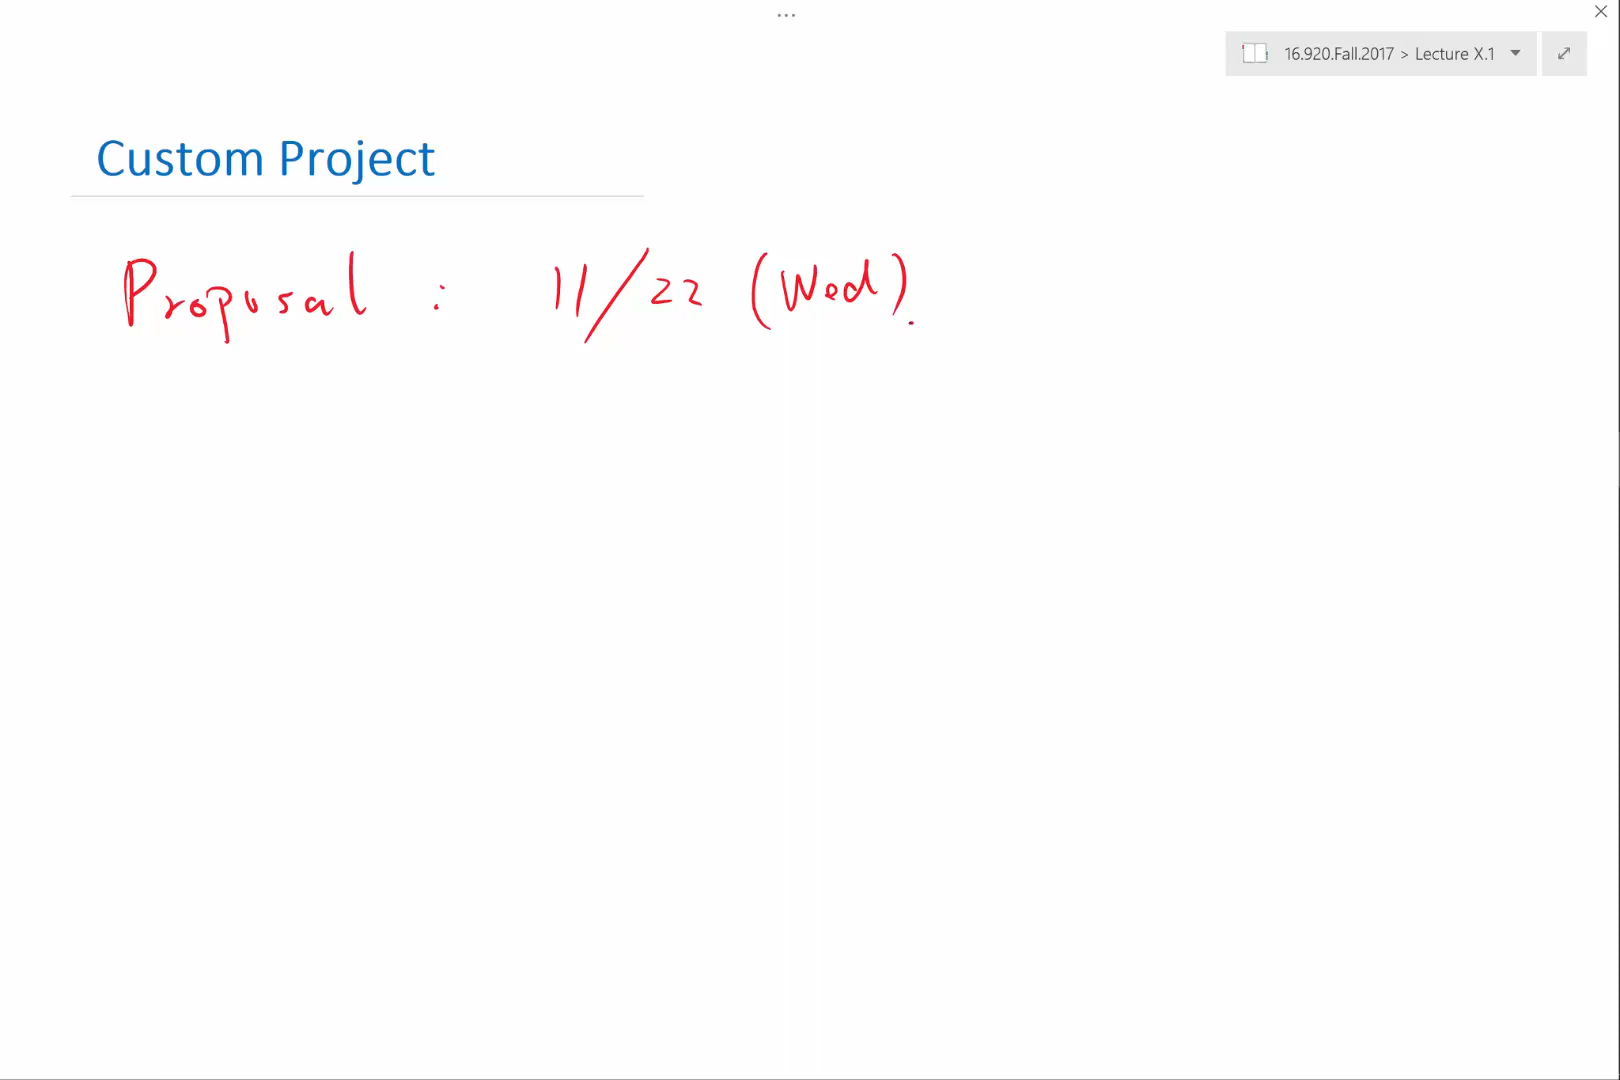 ...
16.920.Fall.2017 > Lecture X.1
Custom Project
Proposal : 11/22 (Wed).